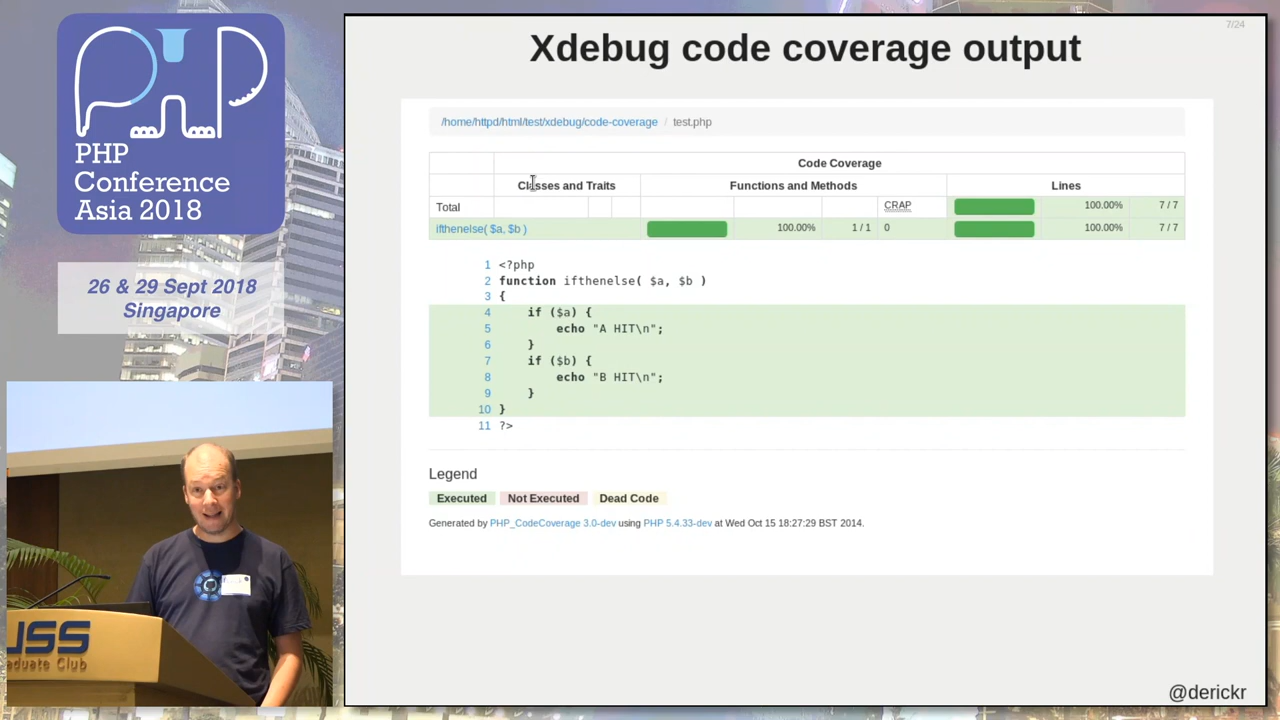 PHP
Conference
Asia 2018
26 & 29 Sept 2018
Singapore
USS
aduate Club
7/24
Xdebug code coverage output
/home/httpd/html/test/xdebug/code-coverage / test.php
Code Coverage
Classes and Traits Functions and Methods Lines
Total CRAP 100.00% 7 / 7
ifthenelse( $a, $b ) 100.00% 1 / 1 0 100.00% 7 / 7
1 <?php
2 function ifthenelse( $a, $b )
3 {
4 if ($a) {
5 echo "A HIT\n";
6 }
7 if ($b) {
8 echo "B HIT\n";
9 }
10 }
11 ?>
Legend
Executed Not Executed Dead Code
Generated by PHP_CodeCoverage 3.0-dev using PHP 5.4.33-dev at Wed Oct 15 18:27:29 BST 2014.
@derickr